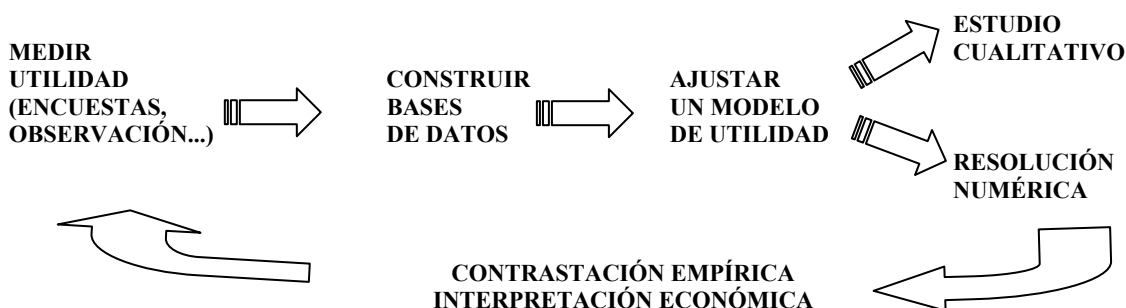 MEDIR
UTILIDAD
(ENCUESTAS,
OBSERVACIÓN...)
CONSTRUIR
BASES
DE DATOS
AJUSTAR
UN MODELO
DE UTILIDAD
ESTUDIO
CUALITATIVO
RESOLUCIÓN
NUMÉRICA
CONTRASTACIÓN EMPÍRICA
INTERPRETACIÓN ECONÓMICA